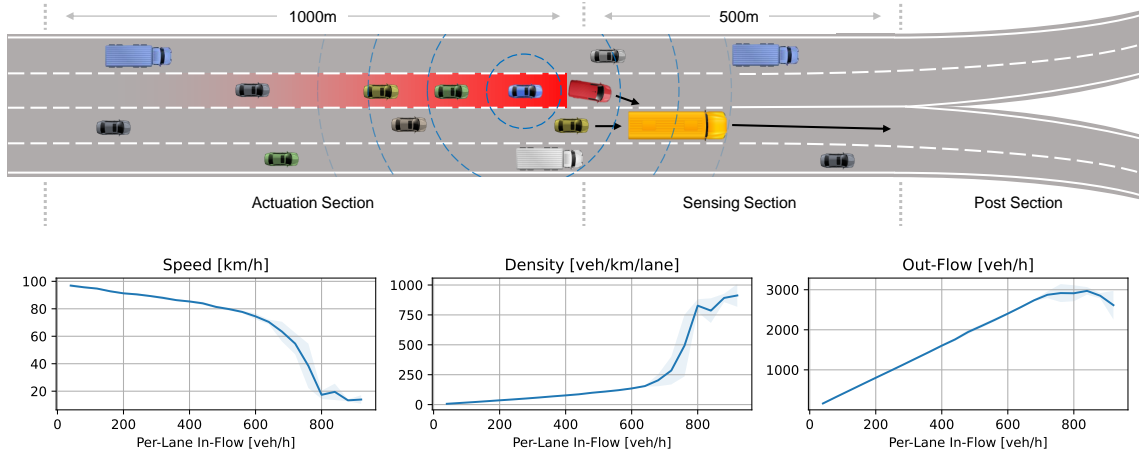 1000m
500m
Actuation Section
Sensing Section
Post Section
Speed [km/h]
100
80
60
40
20
0
200
400
600
800
Per-Lane In-Flow [veh/h]
Density [veh/km/lane]
1000
750
500
250
0
0
200
400
600
800
Per-Lane In-Flow [veh/h]
Out-Flow [veh/h]
3000
2000
1000
0
200
400
600
800
Per-Lane In-Flow [veh/h]